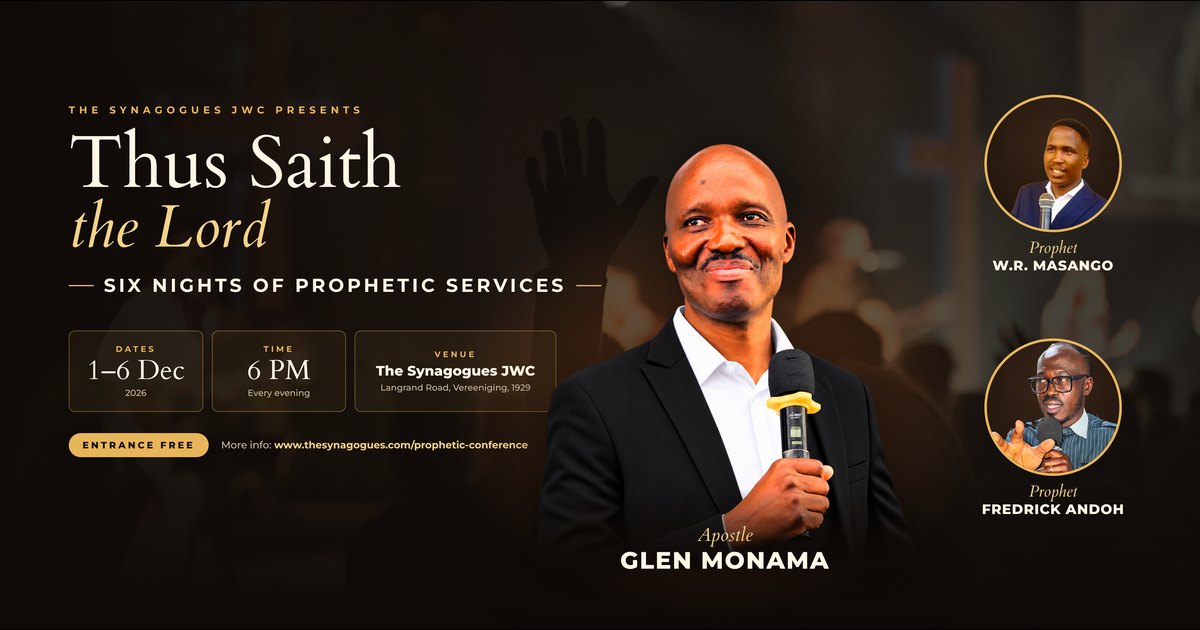 THE SYNAGOGUES JWC PRESENTS
Thus Saith
the Lord
SIX NIGHTS OF PROPHETIC SERVICES
DATES
1–6 Dec
2026
TIME
6 PM
Every evening
VENUE
The Synagogues JWC
Langrand Road, Vereeniging, 1929
ENTRANCE FREE
More info: www.thesynagogues.com/prophetic-conference
Apostle
GLEN MONAMA
Prophet
W.R. MASANGO
Prophet
FREDRICK ANDOH